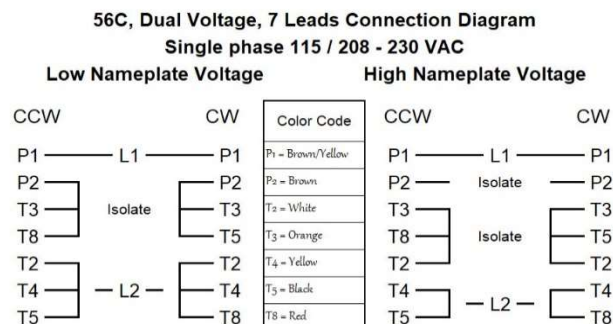 56C, Dual Voltage, 7 Leads Connection Diagram
Single phase 115 / 208 - 230 VAC
Low Nameplate Voltage High Nameplate Voltage
CCW CW Color Code CCW CW
P1 L1 P1 P1 = Brown/Yellow P1 L1 P1
P2 P2 P2 = Brown P2 Isolate P2
T3 Isolate T3 T2 = White T3 T3
T8 T5 T3 = Orange T8 Isolate T5
T2 T2 T4 = Yellow T2 T2
T4 L2 T4 T5 = Black T4 L2 T4
T5 T8 T8 = Red T5 T8